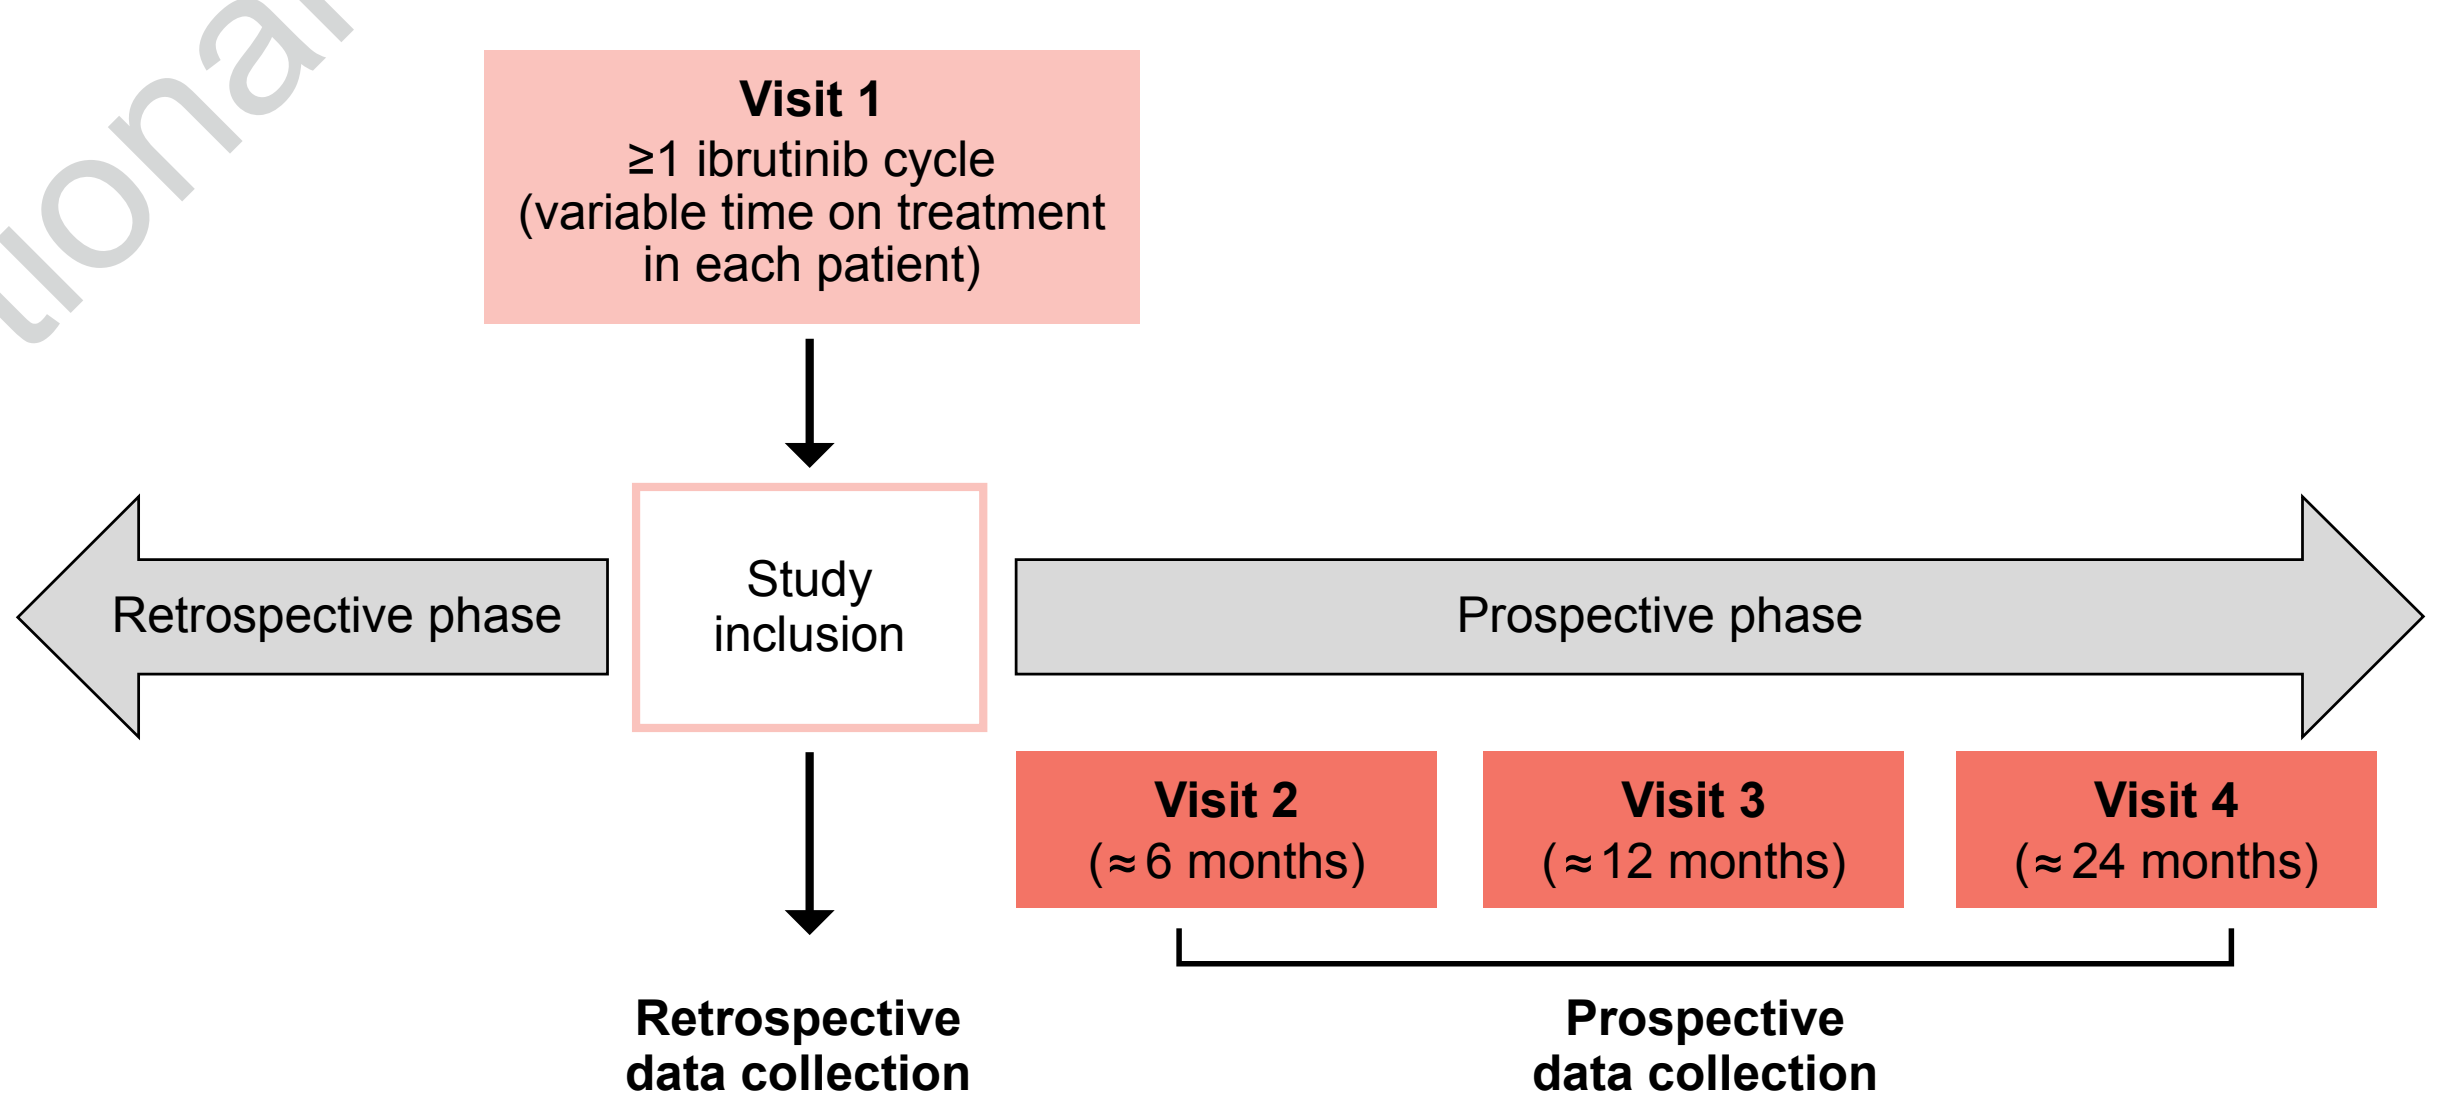 Visit 1
≥1 ibrutinib cycle
(variable time on treatment
in each patient)
Retrospective phase
Study
inclusion
Prospective phase
Visit 2
(≈ 6 months)
Visit 3
(≈ 12 months)
Visit 4
(≈ 24 months)
Retrospective
data collection
Prospective
data collection